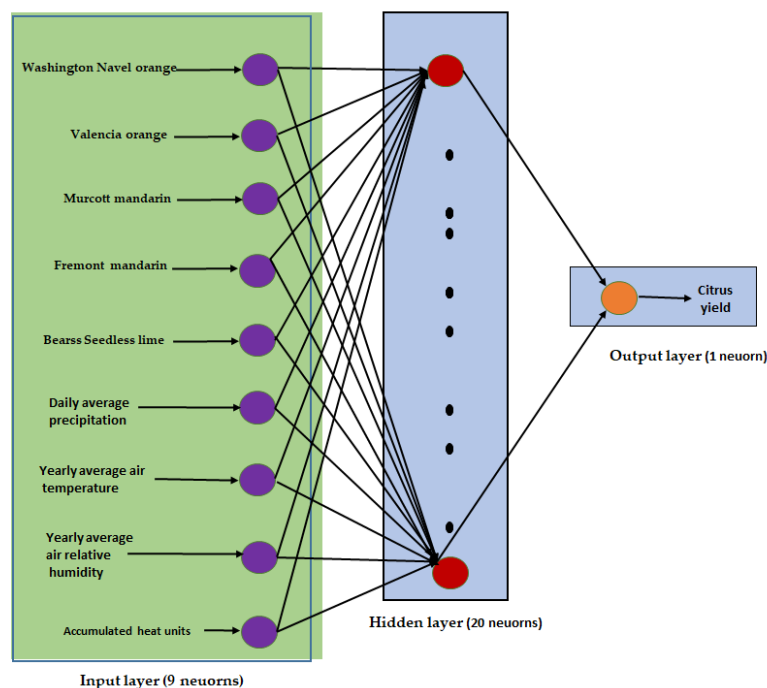 Washington Navel orange
Valencia orange
Murcott mandarin
Fremont mandarin
Bearss Seedless lime
Daily average
precipitation
Yearly average air
temperature
Yearly average
air relative
humidity
Accumulated heat units
Input layer (9 neuorns)
Hidden layer (20 neuorns)
Citrus
yield
Output layer (1 neuorn)